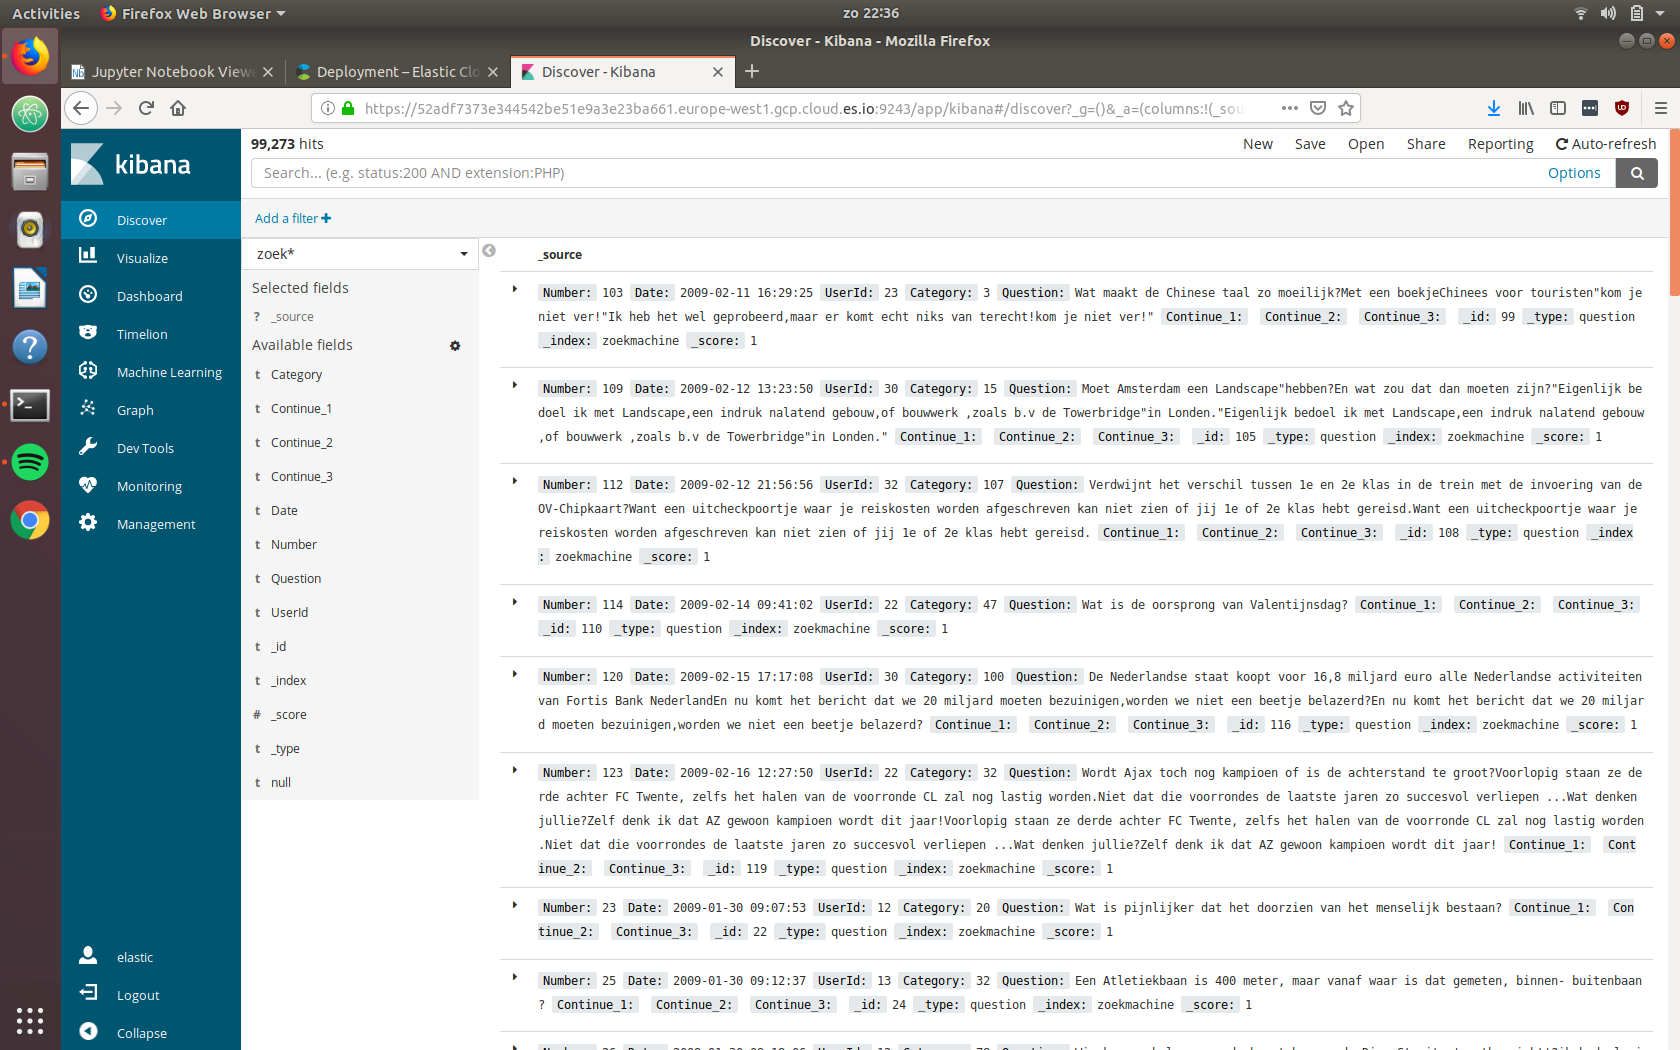 Activities Firefox Web Browser zo 22:36
Discover - Kibana - Mozilla Firefox
Jupyter Notebook Viewe Deployment – Elastic Clo Discover - Kibana
https://52adf7373e344542be51e9a3e23ba661.europe-west1.gcp.cloud.es.io:9243/app/kibana#/discover?_g=()&_a=(columns:!(_sou
kibana
Discover
Visualize
Dashboard
Timelion
Machine Learning
Graph
Dev Tools
Monitoring
Management
elastic
Logout
Collapse
99,273 hits
New Save Open Share Reporting Auto-refresh
Search... (e.g. status:200 AND extension:PHP) Options
Add a filter +
zoek*
Selected fields
? _source
Available fields
t Category
t Continue_1
t Continue_2
t Continue_3
t Date
t Number
t Question
t UserId
t _id
t _index
# _score
t _type
t null
_source
Number: 103 Date: 2009-02-11 16:29:25 UserId: 23 Category: 3 Question: Wat maakt de Chinese taal zo moeilijk?Met een boekjeChinees voor touristen"kom je
niet ver!"Ik heb het wel geprobeerd,maar er komt echt niks van terecht!kom je niet ver!" Continue_1: Continue_2: Continue_3: _id: 99 _type: question
_index: zoekmachine _score: 1
Number: 109 Date: 2009-02-12 13:23:50 UserId: 30 Category: 15 Question: Moet Amsterdam een Landscape"hebben?En wat zou dat dan moeten zijn?"Eigenlijk be
doel ik met Landscape,een indruk nalatend gebouw,of bouwwerk ,zoals b.v de Towerbridge"in Londen."Eigenlijk bedoel ik met Landscape,een indruk nalatend gebouw
,of bouwwerk ,zoals b.v de Towerbridge"in Londen." Continue_1: Continue_2: Continue_3: _id: 105 _type: question _index: zoekmachine _score: 1
Number: 112 Date: 2009-02-12 21:56:56 UserId: 32 Category: 107 Question: Verdwijnt het verschil tussen 1e en 2e klas in de trein met de invoering van de
OV-Chipkaart?Want een uitcheckpoortje waar je reiskosten worden afgeschreven kan niet zien of jij 1e of 2e klas hebt gereisd.Want een uitcheckpoortje waar je
reiskosten worden afgeschreven kan niet zien of jij 1e of 2e klas hebt gereisd. Continue_1: Continue_2: Continue_3: _id: 108 _type: question _index
: zoekmachine _score: 1
Number: 114 Date: 2009-02-14 09:41:02 UserId: 22 Category: 47 Question: Wat is de oorsprong van Valentijnsdag? Continue_1: Continue_2: Continue_3:
_id: 110 _type: question _index: zoekmachine _score: 1
Number: 120 Date: 2009-02-15 17:17:08 UserId: 30 Category: 100 Question: De Nederlandse staat koopt voor 16,8 miljard euro alle Nederlandse activiteiten
van Fortis Bank NederlandEn nu komt het bericht dat we 20 miljard moeten bezuinigen,worden we niet een beetje belazerd?En nu komt het bericht dat we 20 miljar
d moeten bezuinigen,worden we niet een beetje belazerd? Continue_1: Continue_2: Continue_3: _id: 116 _type: question _index: zoekmachine _score: 1
Number: 123 Date: 2009-02-16 12:27:50 UserId: 22 Category: 32 Question: Wordt Ajax toch nog kampioen of is de achterstand te groot?Voorlopig staan ze de
rde achter FC Twente, zelfs het halen van de voorronde CL zal nog lastig worden.Niet dat die voorrondes de laatste jaren zo succesvol verliepen ...Wat denken
jullie?Zelf denk ik dat AZ gewoon kampioen wordt dit jaar!Voorlopig staan ze derde achter FC Twente, zelfs het halen van de voorronde CL zal nog lastig worden
.Niet dat die voorrondes de laatste jaren zo succesvol verliepen ...Wat denken jullie?Zelf denk ik dat AZ gewoon kampioen wordt dit jaar! Continue_1: Cont
inue_2: Continue_3: _id: 119 _type: question _index: zoekmachine _score: 1
Number: 23 Date: 2009-01-30 09:07:53 UserId: 12 Category: 20 Question: Wat is pijnlijker dat het doorzien van het menselijk bestaan? Continue_1: Con
tinue_2: Continue_3: _id: 22 _type: question _index: zoekmachine _score: 1
Number: 25 Date: 2009-01-30 09:12:37 UserId: 13 Category: 32 Question: Een Atletiekbaan is 400 meter, maar vanaf waar is dat gemeten, binnen- buitenbaan
? Continue_1: Continue_2: Continue_3: _id: 24 _type: question _index: zoekmachine _score: 1